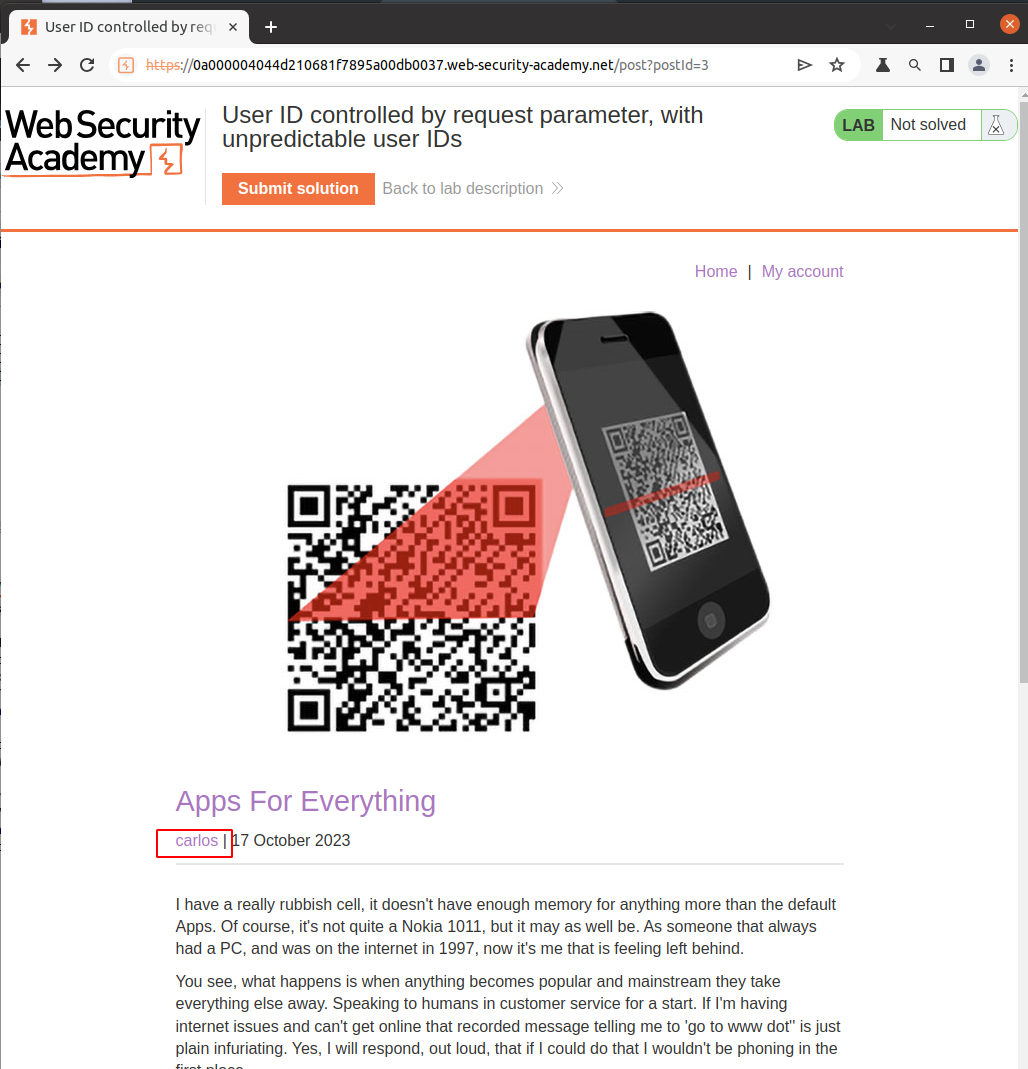 User ID controlled by req
https://0a000004044d210681f7895a00db0037.web-security-academy.net/post?postId=3
Web Security
Academy
User ID controlled by request parameter, with
unpredictable user IDs
LAB Not solved
Submit solution Back to lab description
Home | My account
Apps For Everything
carlos | 17 October 2023
I have a really rubbish cell, it doesn't have enough memory for anything more than the default
Apps. Of course, it's not quite a Nokia 1011, but it may as well be. As someone that always
had a PC, and was on the internet in 1997, now it's me that is feeling left behind.
You see, what happens is when anything becomes popular and mainstream they take
everything else away. Speaking to humans in customer service for a start. If I'm having
internet issues and can't get online that recorded message telling me to 'go to www dot'' is just
plain infuriating. Yes, I will respond, out loud, that if I could do that I wouldn't be phoning in the
first place